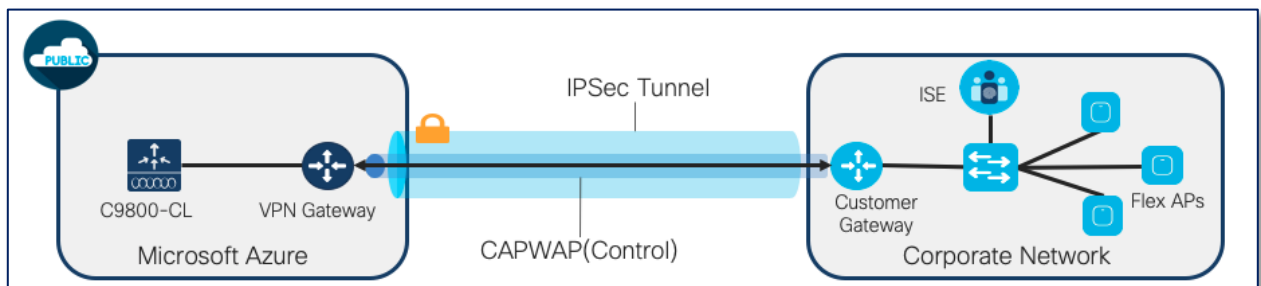 PUBLIC
IPSec Tunnel
ISE
C9800-CL
VPN Gateway
Customer
Gateway
Flex APs
CAPWAP(Control)
Microsoft Azure
Corporate Network